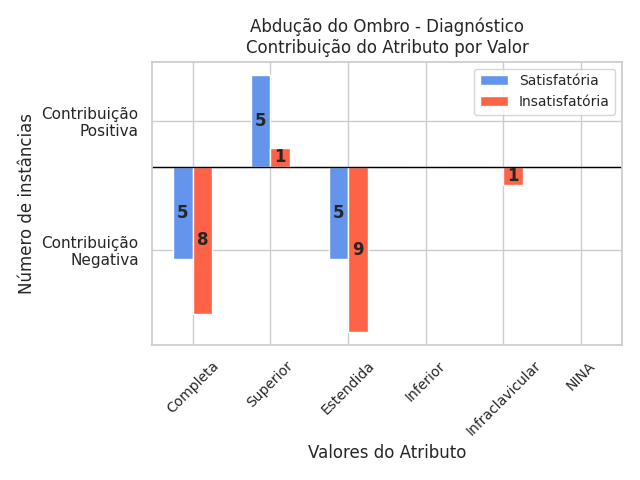 Abdução do Ombro - Diagnóstico
Contribuição do Atributo por Valor
Satisfatória
Insatisfatória
Contribuição
Positiva
Contribuição
Negativa
Número de instâncias
5
8
5
1
5
9
1
Completa
Superior
Estendida
Inferior
Infraclavicular
NINA
Valores do Atributo